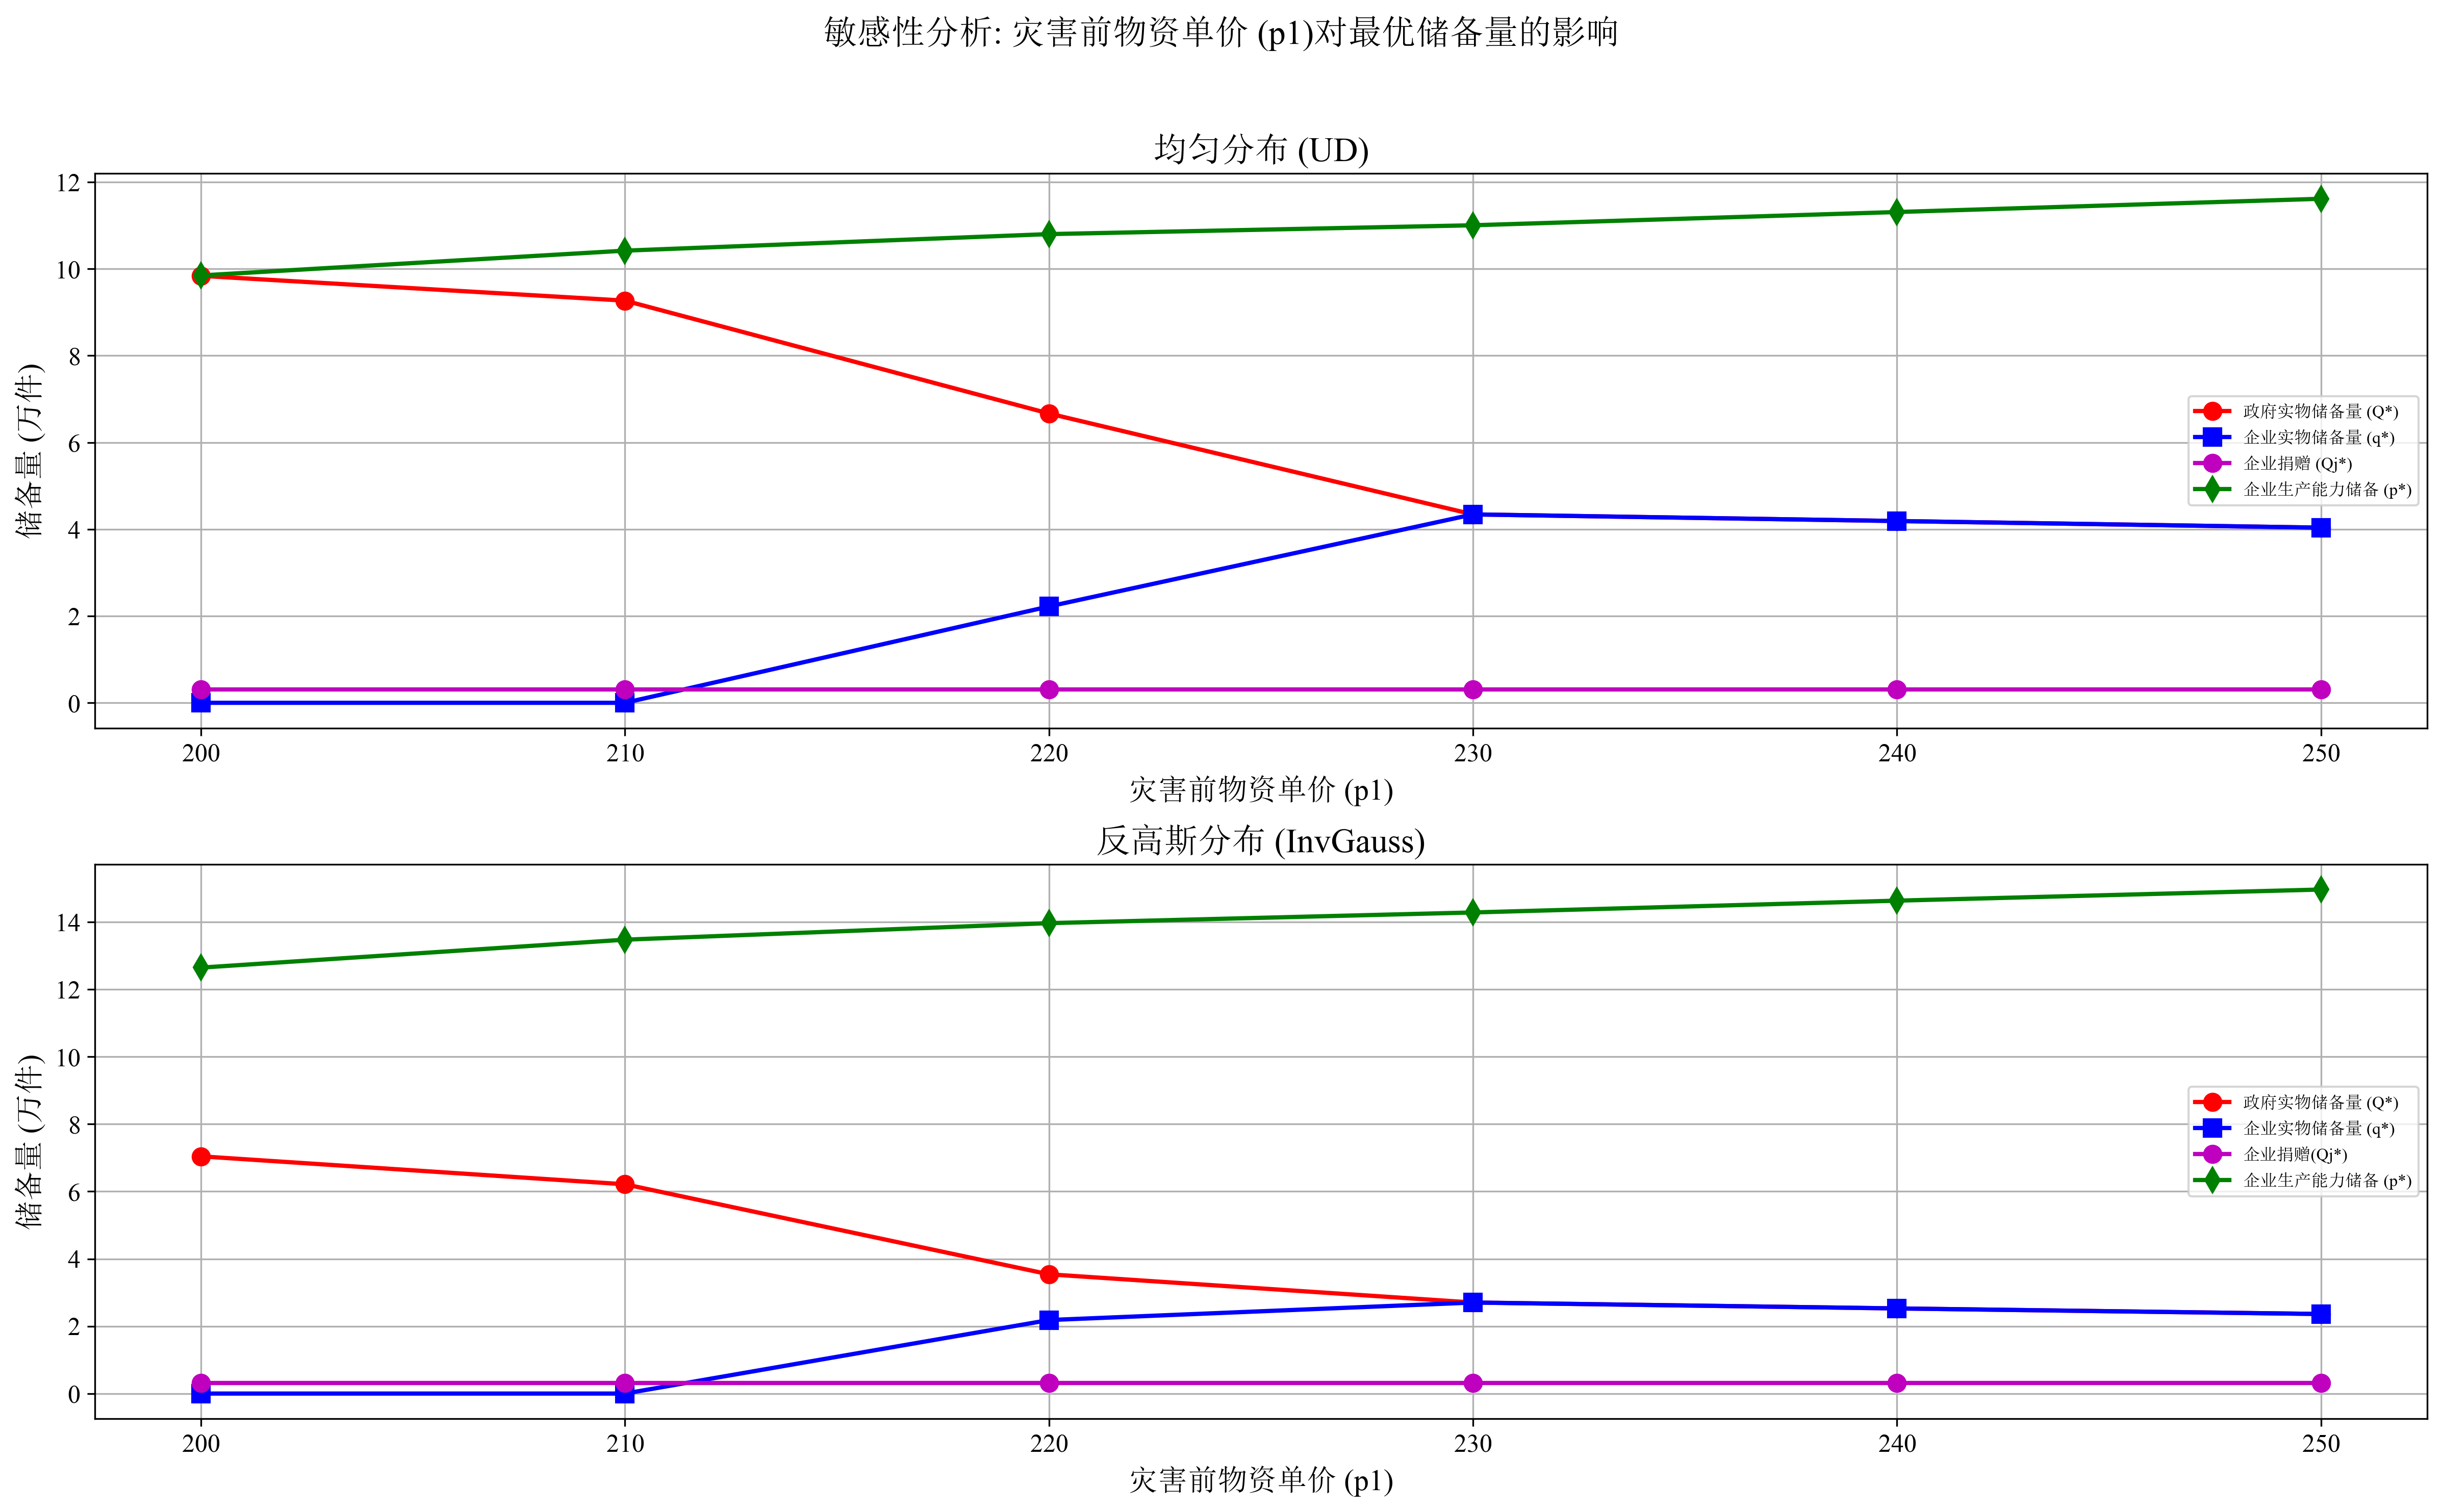 敏感性分析: 灾害前物资单价 (p1)对最优储备量的影响
均匀分布 (UD)
储备量 (万件)
12
10
8
6
4
2
0
政府实物储备量 (Q*)
企业实物储备量 (q*)
企业捐赠 (Qj*)
企业生产能力储备 (p*)
200 210 220 230 240 250
灾害前物资单价 (p1)
反高斯分布 (InvGauss)
储备量 (万件)
14
12
10
8
6
4
2
0
政府实物储备量 (Q*)
企业实物储备量 (q*)
企业捐赠(Qj*)
企业生产能力储备 (p*)
200 210 220 230 240 250
灾害前物资单价 (p1)